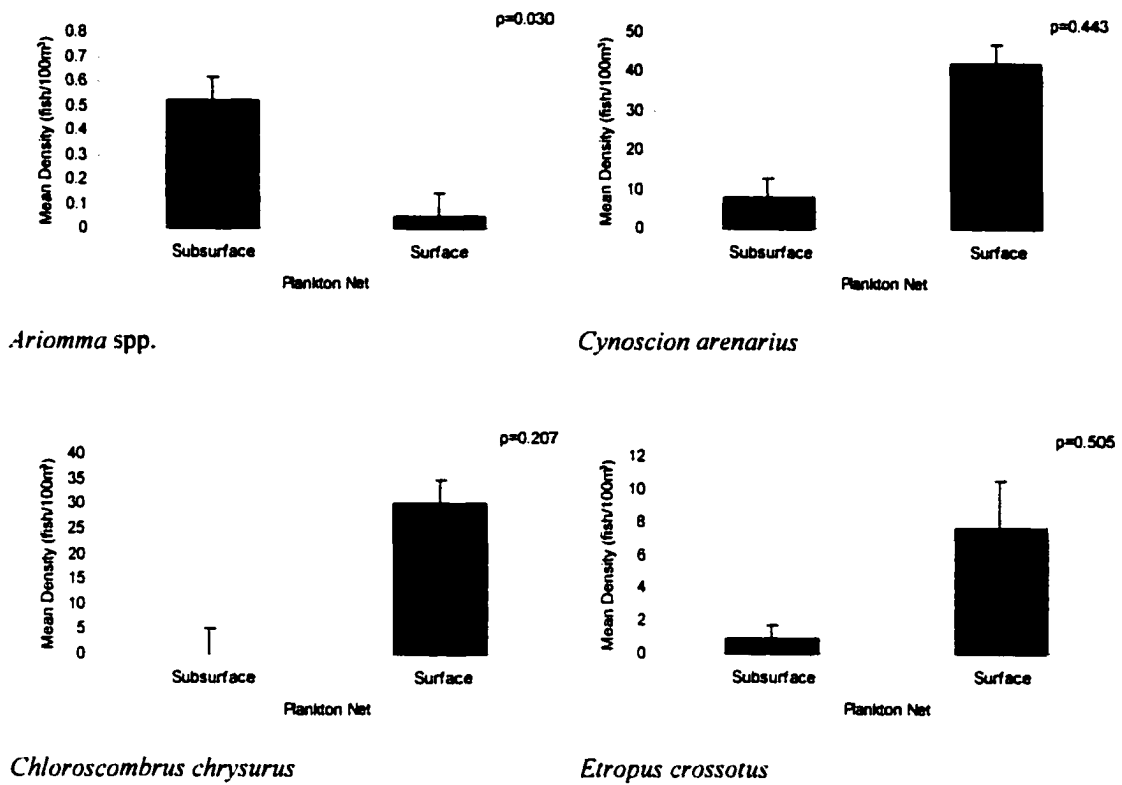 p=0.030
Mean Density (fish/100m³)
0.8
0.7
0.6
0.5
0.4
0.3
0.2
0.1
0
Subsurface Surface
Plankton Net
Ariomma spp.
p=0.443
Mean Density (fish/100m³)
50
40
30
20
10
0
Subsurface Surface
Plankton Net
Cynoscion arenarius
p=0.207
Mean Density (fish/100m³)
40
35
30
25
20
15
10
5
0
Subsurface Surface
Plankton Net
Chloroscombrus chrysurus
p=0.505
Mean Density (fish/100m³)
12
10
8
6
4
2
0
Subsurface Surface
Plankton Net
Etropus crossotus